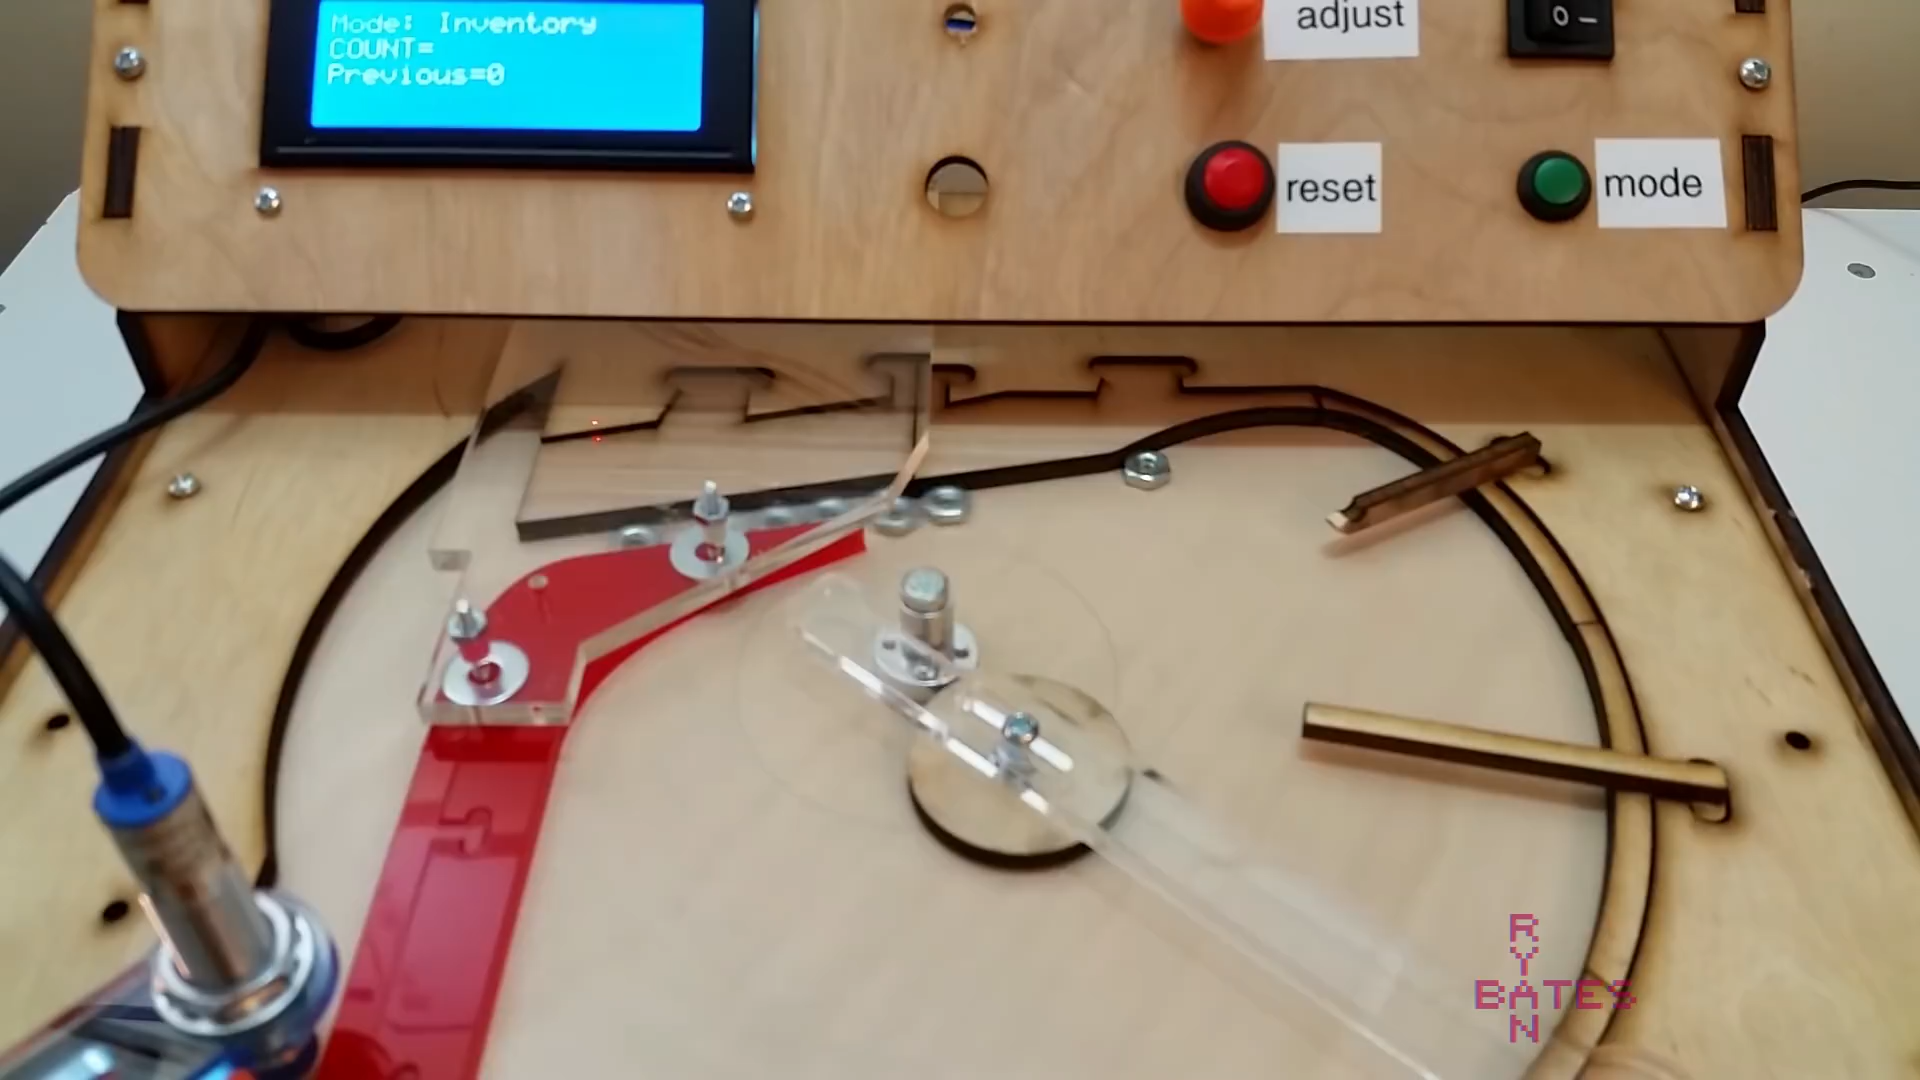 Mode: Inventory
COUNT=
Previous=0
adjust
O –
reset
mode
RYAN
BATES